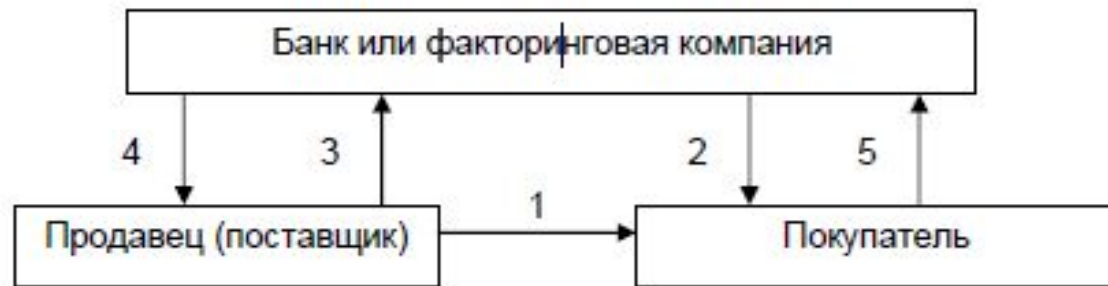 Банк или факторинговая компания
4 3 2 5
1
Продавец (поставщик) Покупатель